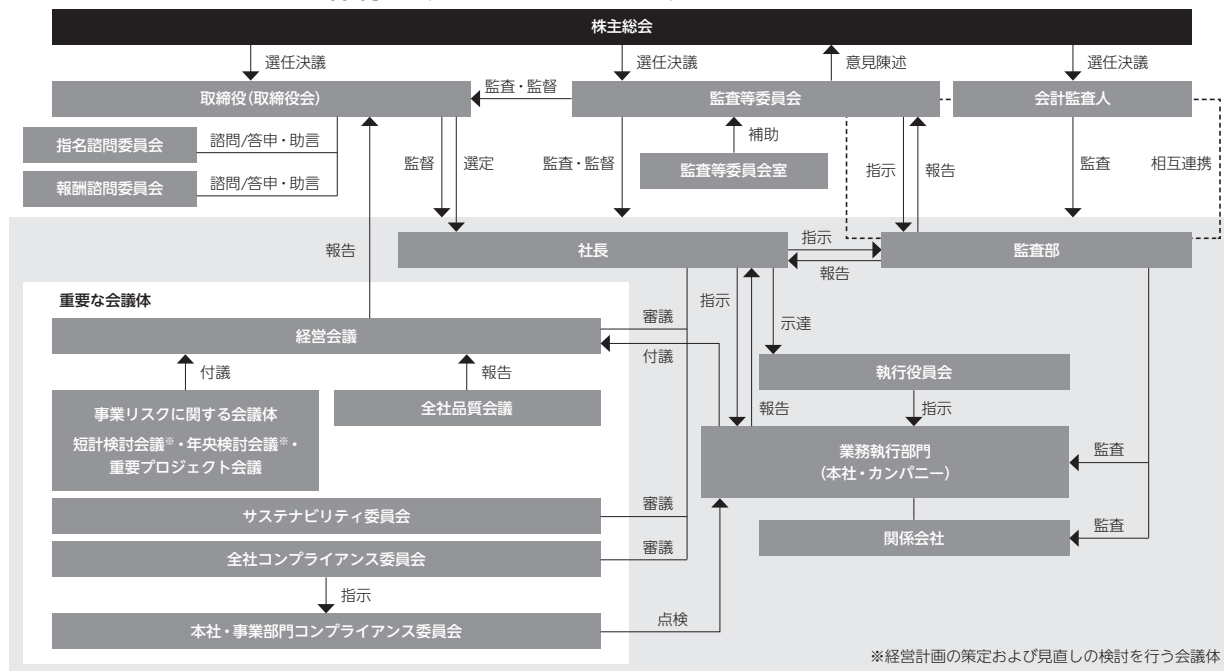 株主総会
選任決議
選任決議
意見陳述
選任決議
取締役(取締役会)
監査・監督
監査等委員会
会計監査人
指名諮問委員会
諮問/答申・助言
報酬諮問委員会
諮問/答申・助言
監督
選定
監査・監督
補助
監査等委員会室
指示
報告
監査
相互連携
報告
社長
指示
報告
監査部
重要な会議体
経営会議
審議
付議
指示
示達
付議
報告
事業リスクに関する会議体
短計検討会議※・年央検討会議※・
重要プロジェクト会議
全社品質会議
執行役員会
報告
指示
業務執行部門
(本社・カンパニー)
監査
サステナビリティ委員会
審議
全社コンプライアンス委員会
審議
関係会社
監査
指示
本社・事業部門コンプライアンス委員会
点検
※経営計画の策定および見直しの検討を行う会議体